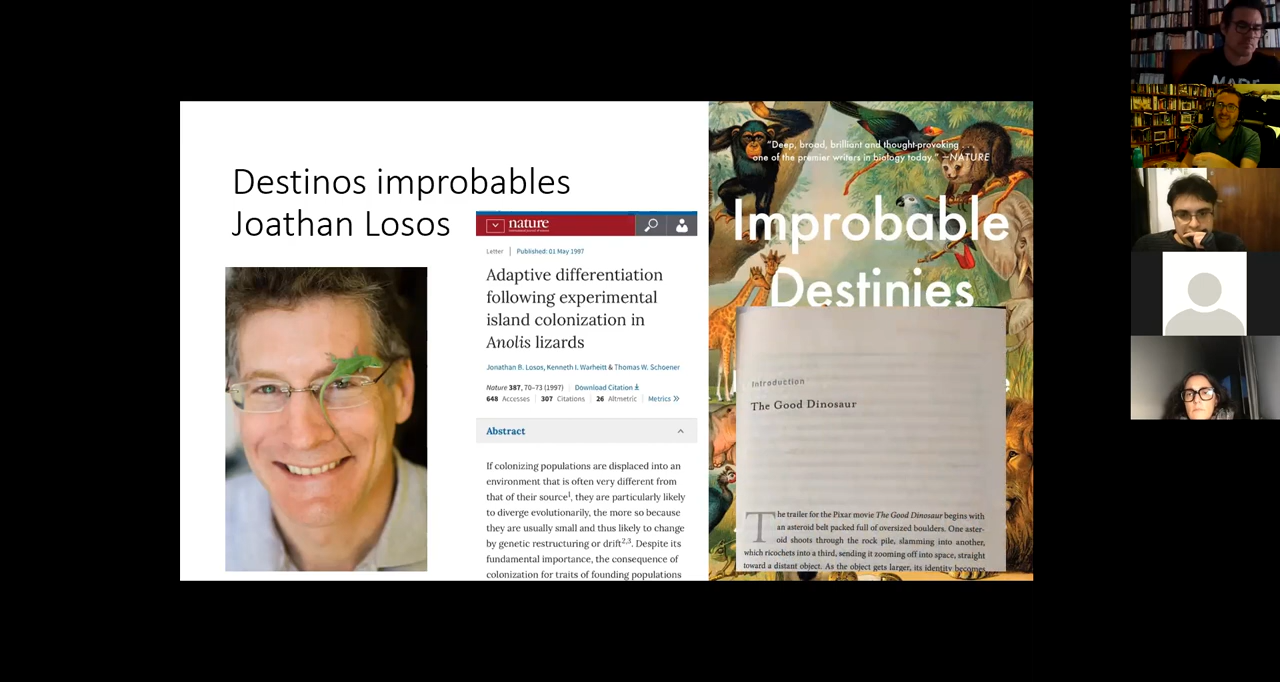 Destinos improbables
Joathan Losos
nature
Letter | Published: 01 May 1997
Adaptive differentiation
following experimental
island colonization in
Anolis lizards
Jonathan B. Losos, Kenneth I. Warheitt & Thomas W. Schoener
Nature 387, 70–73 (1997) | Download Citation
648 Accesses | 307 Citations | 26 Altmetric | Metrics
Abstract
If colonizing populations are displaced into an
environment that is often very different from
that of their source1, they are particularly likely
to diverge evolutionarily, the more so because
they are usually small and thus likely to change
by genetic restructuring or drift2,3. Despite its
fundamental importance, the consequence of
colonization for traits of founding populations
"Deep, broad, brilliant and thought-provoking . . .
one of the premier writers in biology today." —NATURE
Improbable
Destinies
Introduction
The Good Dinosaur
The trailer for the Pixar movie The Good Dinosaur begins with
an asteroid belt packed full of oversized boulders. One aster-
oid shoots through the rock pile, slamming into another,
which ricochets into a third, sending it zooming off into space, straight
toward a distant object. As the object gets larger, its identity becomes